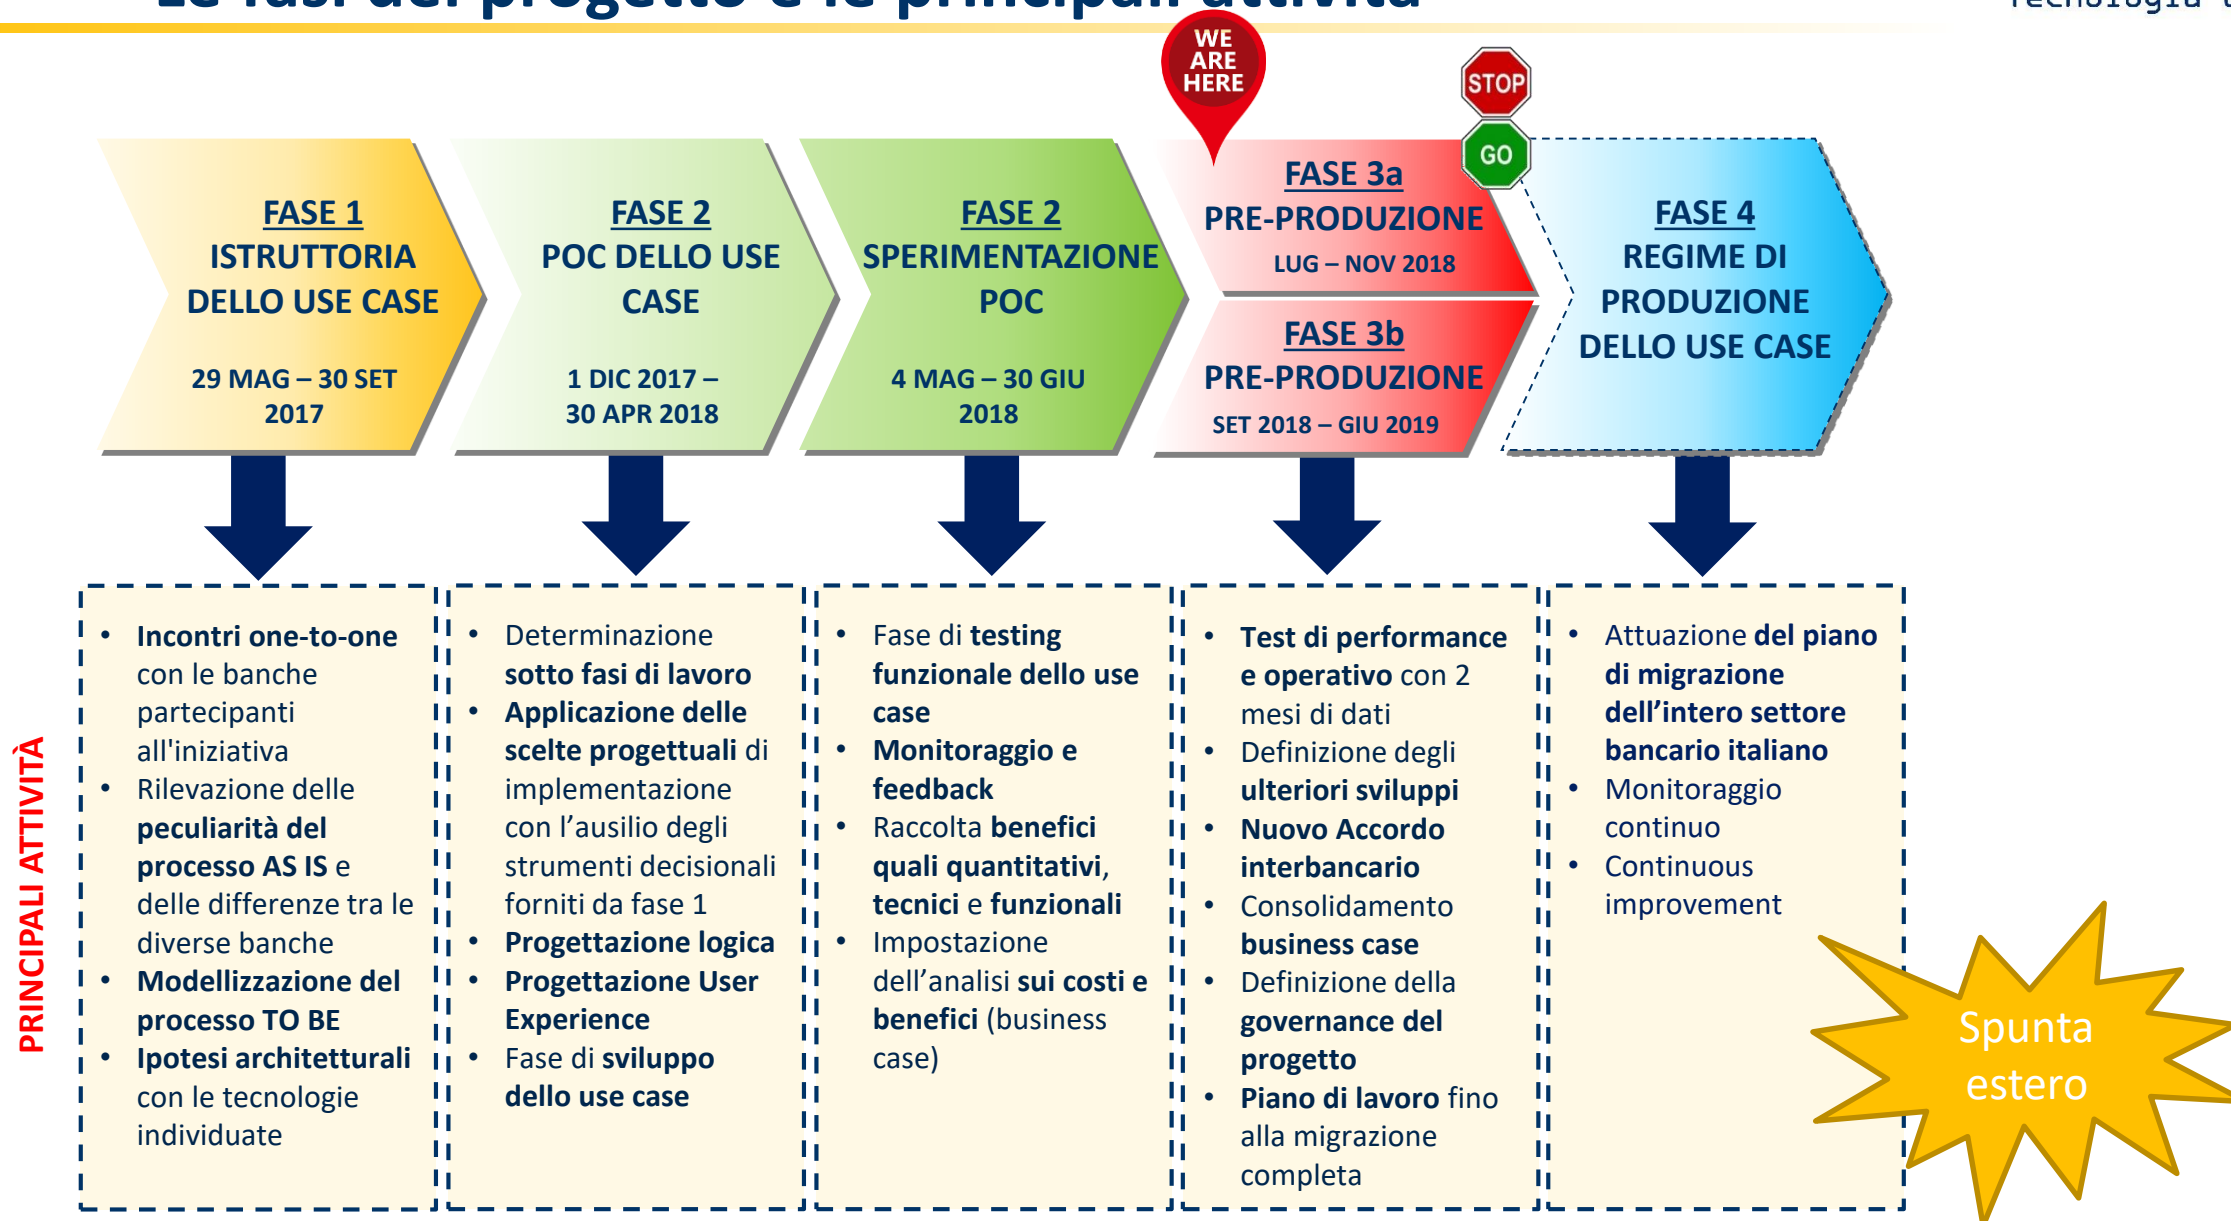 Le fasi del progetto e le principali attività
WE
ARE
HERE
STOP
GO
FASE 1
ISTRUTTORIA
DELLO USE CASE
29 MAG – 30 SET
2017
FASE 2
POC DELLO USE
CASE
1 DIC 2017 –
30 APR 2018
FASE 2
SPERIMENTAZIONE
POC
4 MAG – 30 GIU
2018
FASE 3a
PRE-PRODUZIONE
LUG – NOV 2018
FASE 3b
PRE-PRODUZIONE
SET 2018 – GIU 2019
FASE 4
REGIME DI
PRODUZIONE
DELLO USE CASE
PRINCIPALI ATTIVITÀ
• Incontri one-to-one
con le banche
partecipanti
all'iniziativa
• Rilevazione delle
peculiarità del
processo AS IS e
delle differenze tra le
diverse banche
• Modellizzazione del
processo TO BE
• Ipotesi architetturali
con le tecnologie
individuate
• Determinazione
sotto fasi di lavoro
• Applicazione delle
scelte progettuali di
implementazione
con l’ausilio degli
strumenti decisionali
forniti da fase 1
• Progettazione logica
• Progettazione User
Experience
• Fase di sviluppo
dello use case
• Fase di testing
funzionale dello use
case
• Monitoraggio e
feedback
• Raccolta benefici
quali quantitativi,
tecnici e funzionali
• Impostazione
dell’analisi sui costi e
benefici (business
case)
• Test di performance
e operativo con 2
mesi di dati
• Definizione degli
ulteriori sviluppi
• Nuovo Accordo
interbancario
• Consolidamento
business case
• Definizione della
governance del
progetto
• Piano di lavoro fino
alla migrazione
completa
• Attuazione del piano
di migrazione
dell’intero settore
bancario italiano
• Monitoraggio
continuo
• Continuous
improvement
Spunta
estero